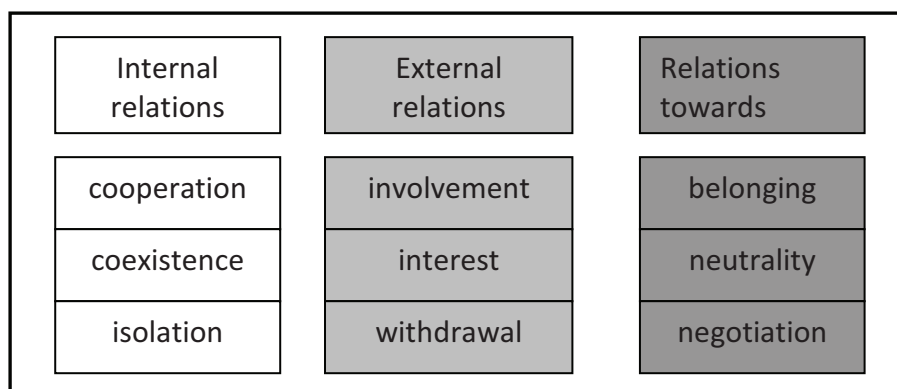 Internal
relations
External
relations
Relations
towards
cooperation
involvement
belonging
coexistence
interest
neutrality
isolation
withdrawal
negotiation